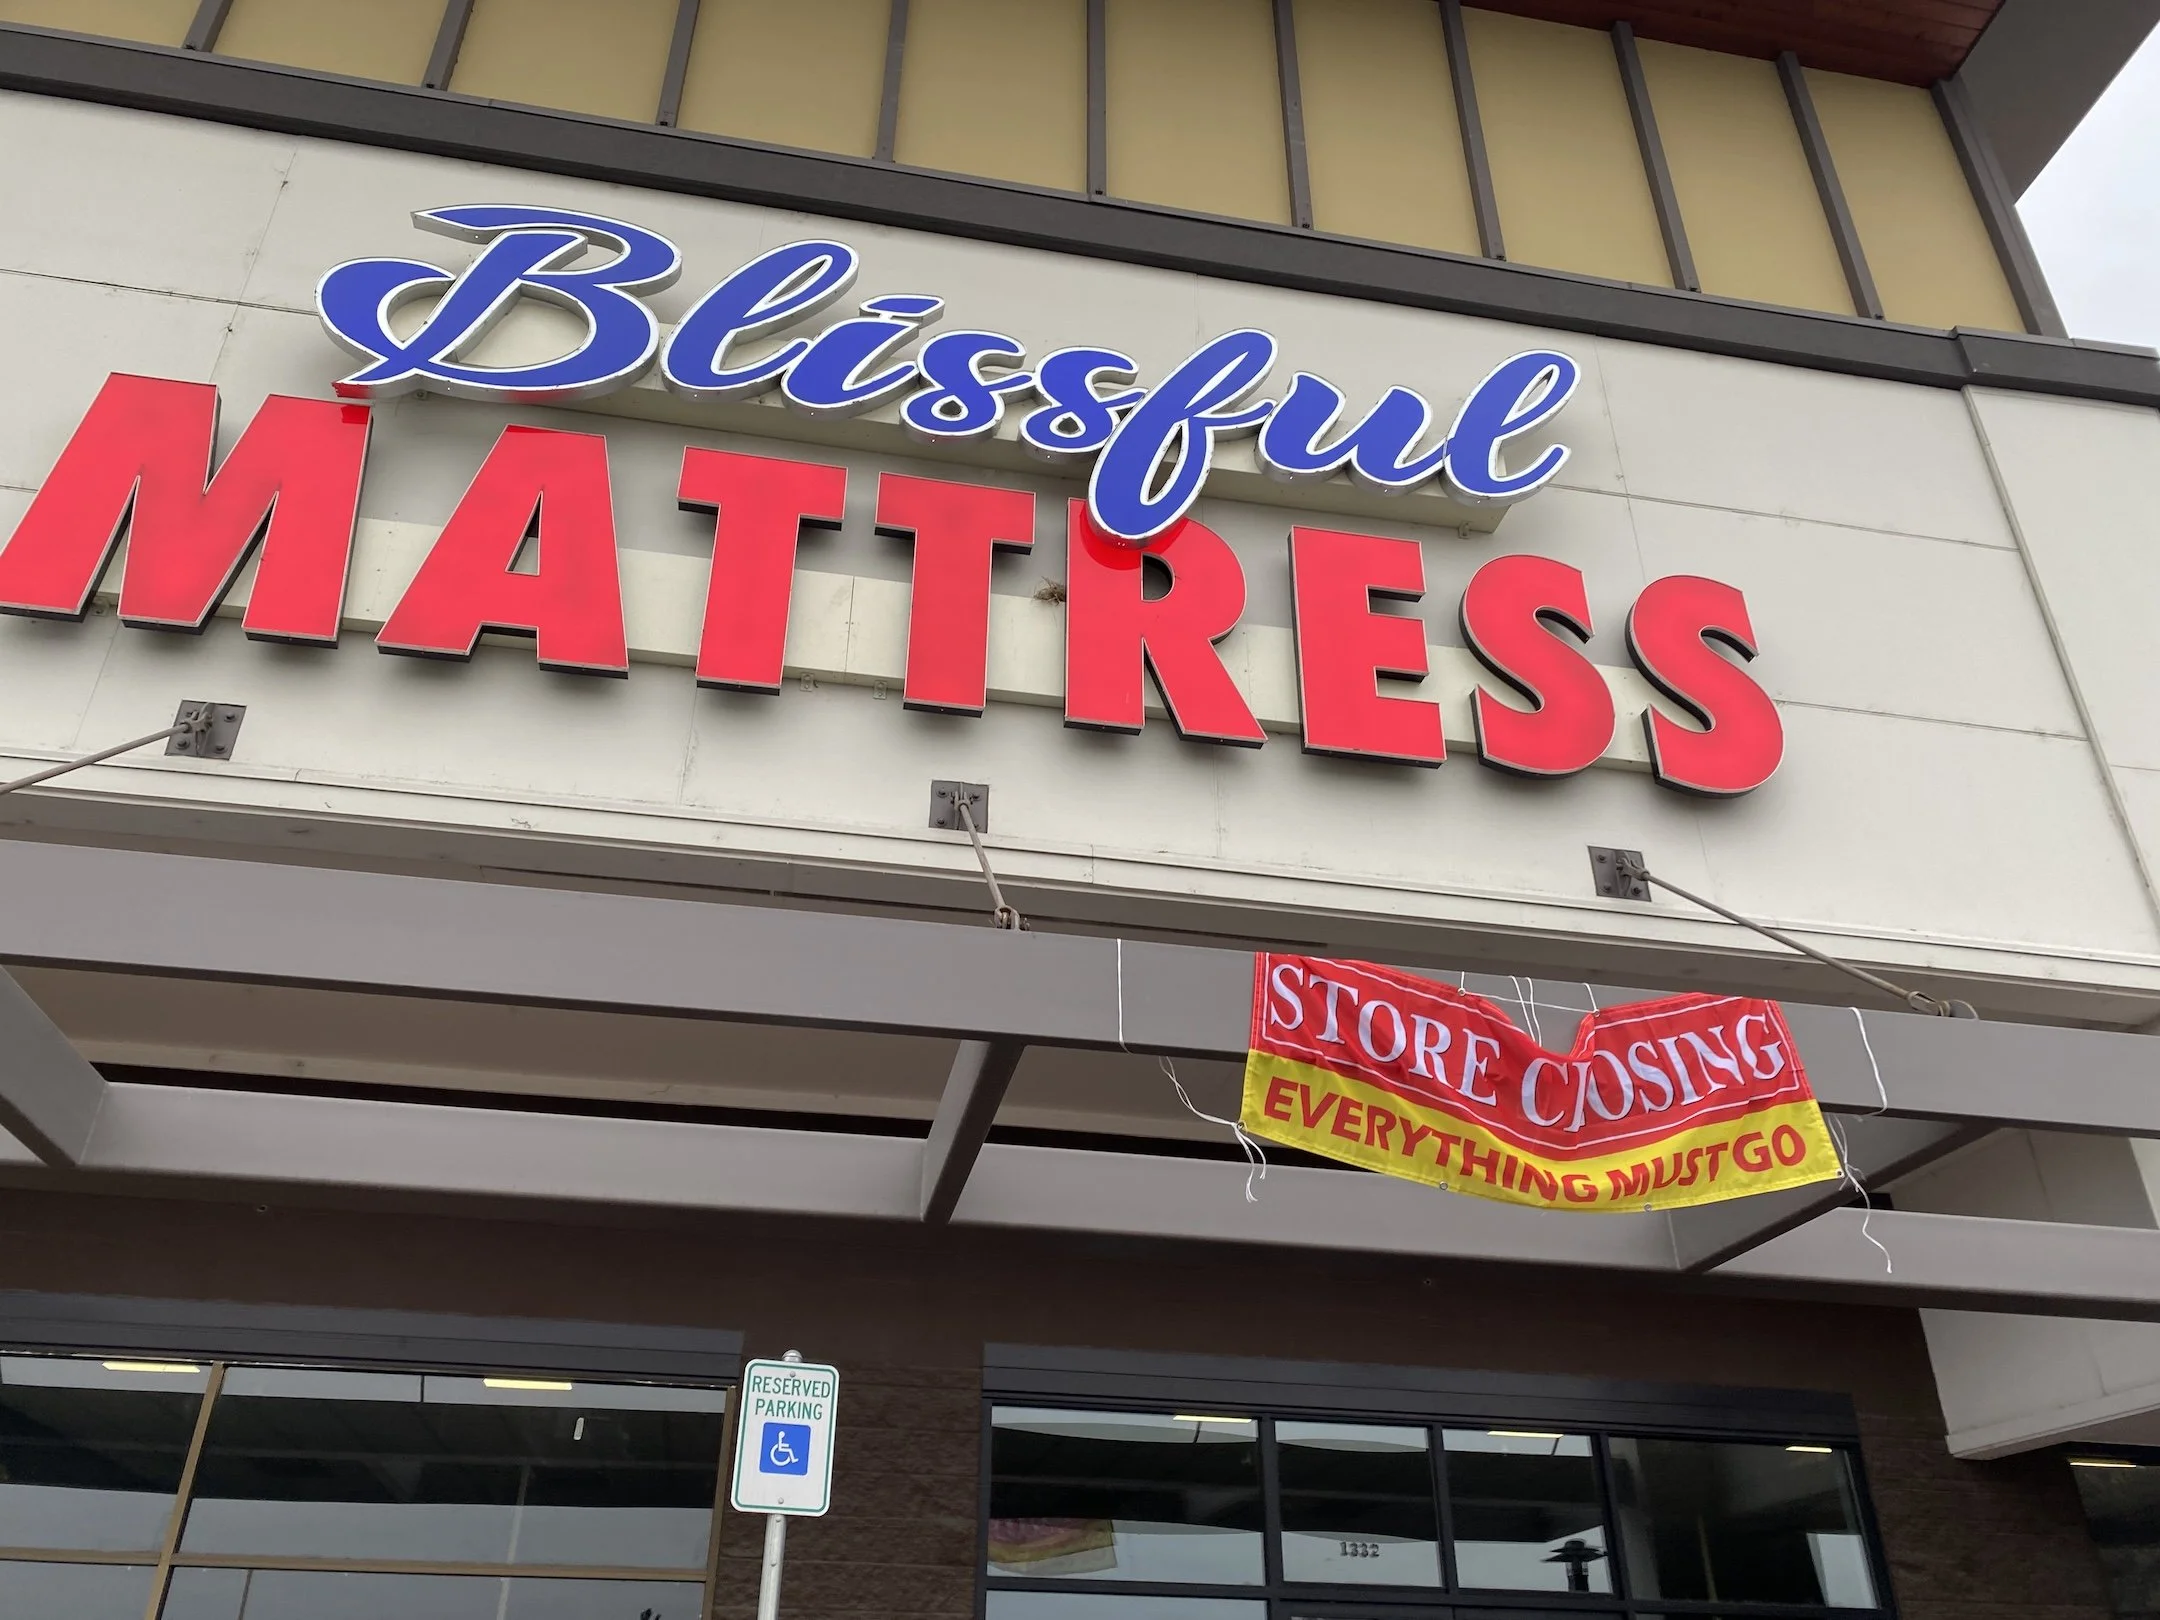 Blissful
MATTRESS
STORE CLOSING
EVERYTHING MUST GO
RESERVED
PARKING
1332